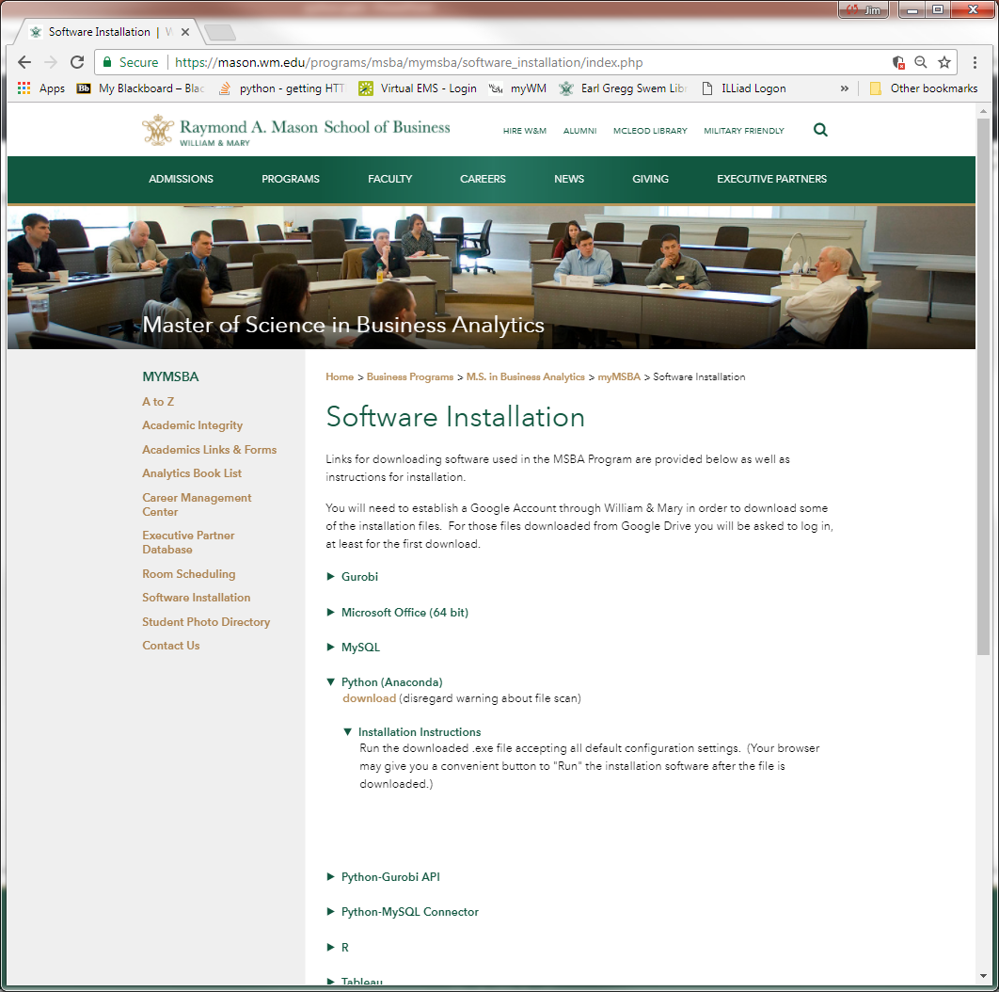 Jim
Software Installation | W
Secure https://mason.wm.edu/programs/msba/mymsba/software_installation/index.php
Apps Bb My Blackboard – Blac python - getting HTT Virtual EMS - Login myWM Earl Gregg Swem Libr ILLiad Logon » Other bookmarks
Raymond A. Mason School of Business
WILLIAM & MARY
HIRE W&M ALUMNI MCLEOD LIBRARY MILITARY FRIENDLY
ADMISSIONS PROGRAMS FACULTY CAREERS NEWS GIVING EXECUTIVE PARTNERS
Master of Science in Business Analytics
MYMSBA
A to Z
Academic Integrity
Academics Links & Forms
Analytics Book List
Career Management
Center
Executive Partner
Database
Room Scheduling
Software Installation
Student Photo Directory
Contact Us
Home > Business Programs > M.S. in Business Analytics > myMSBA > Software Installation
Software Installation
Links for downloading software used in the MSBA Program are provided below as well as
instructions for installation.
You will need to establish a Google Account through William & Mary in order to download some
of the installation files. For those files downloaded from Google Drive you will be asked to log in,
at least for the first download.
Gurobi
Microsoft Office (64 bit)
MySQL
Python (Anaconda)
download (disregard warning about file scan)
Installation Instructions
Run the downloaded .exe file accepting all default configuration settings. (Your browser
may give you a convenient button to "Run" the installation software after the file is
downloaded.)
Python-Gurobi API
Python-MySQL Connector
R
Tableau